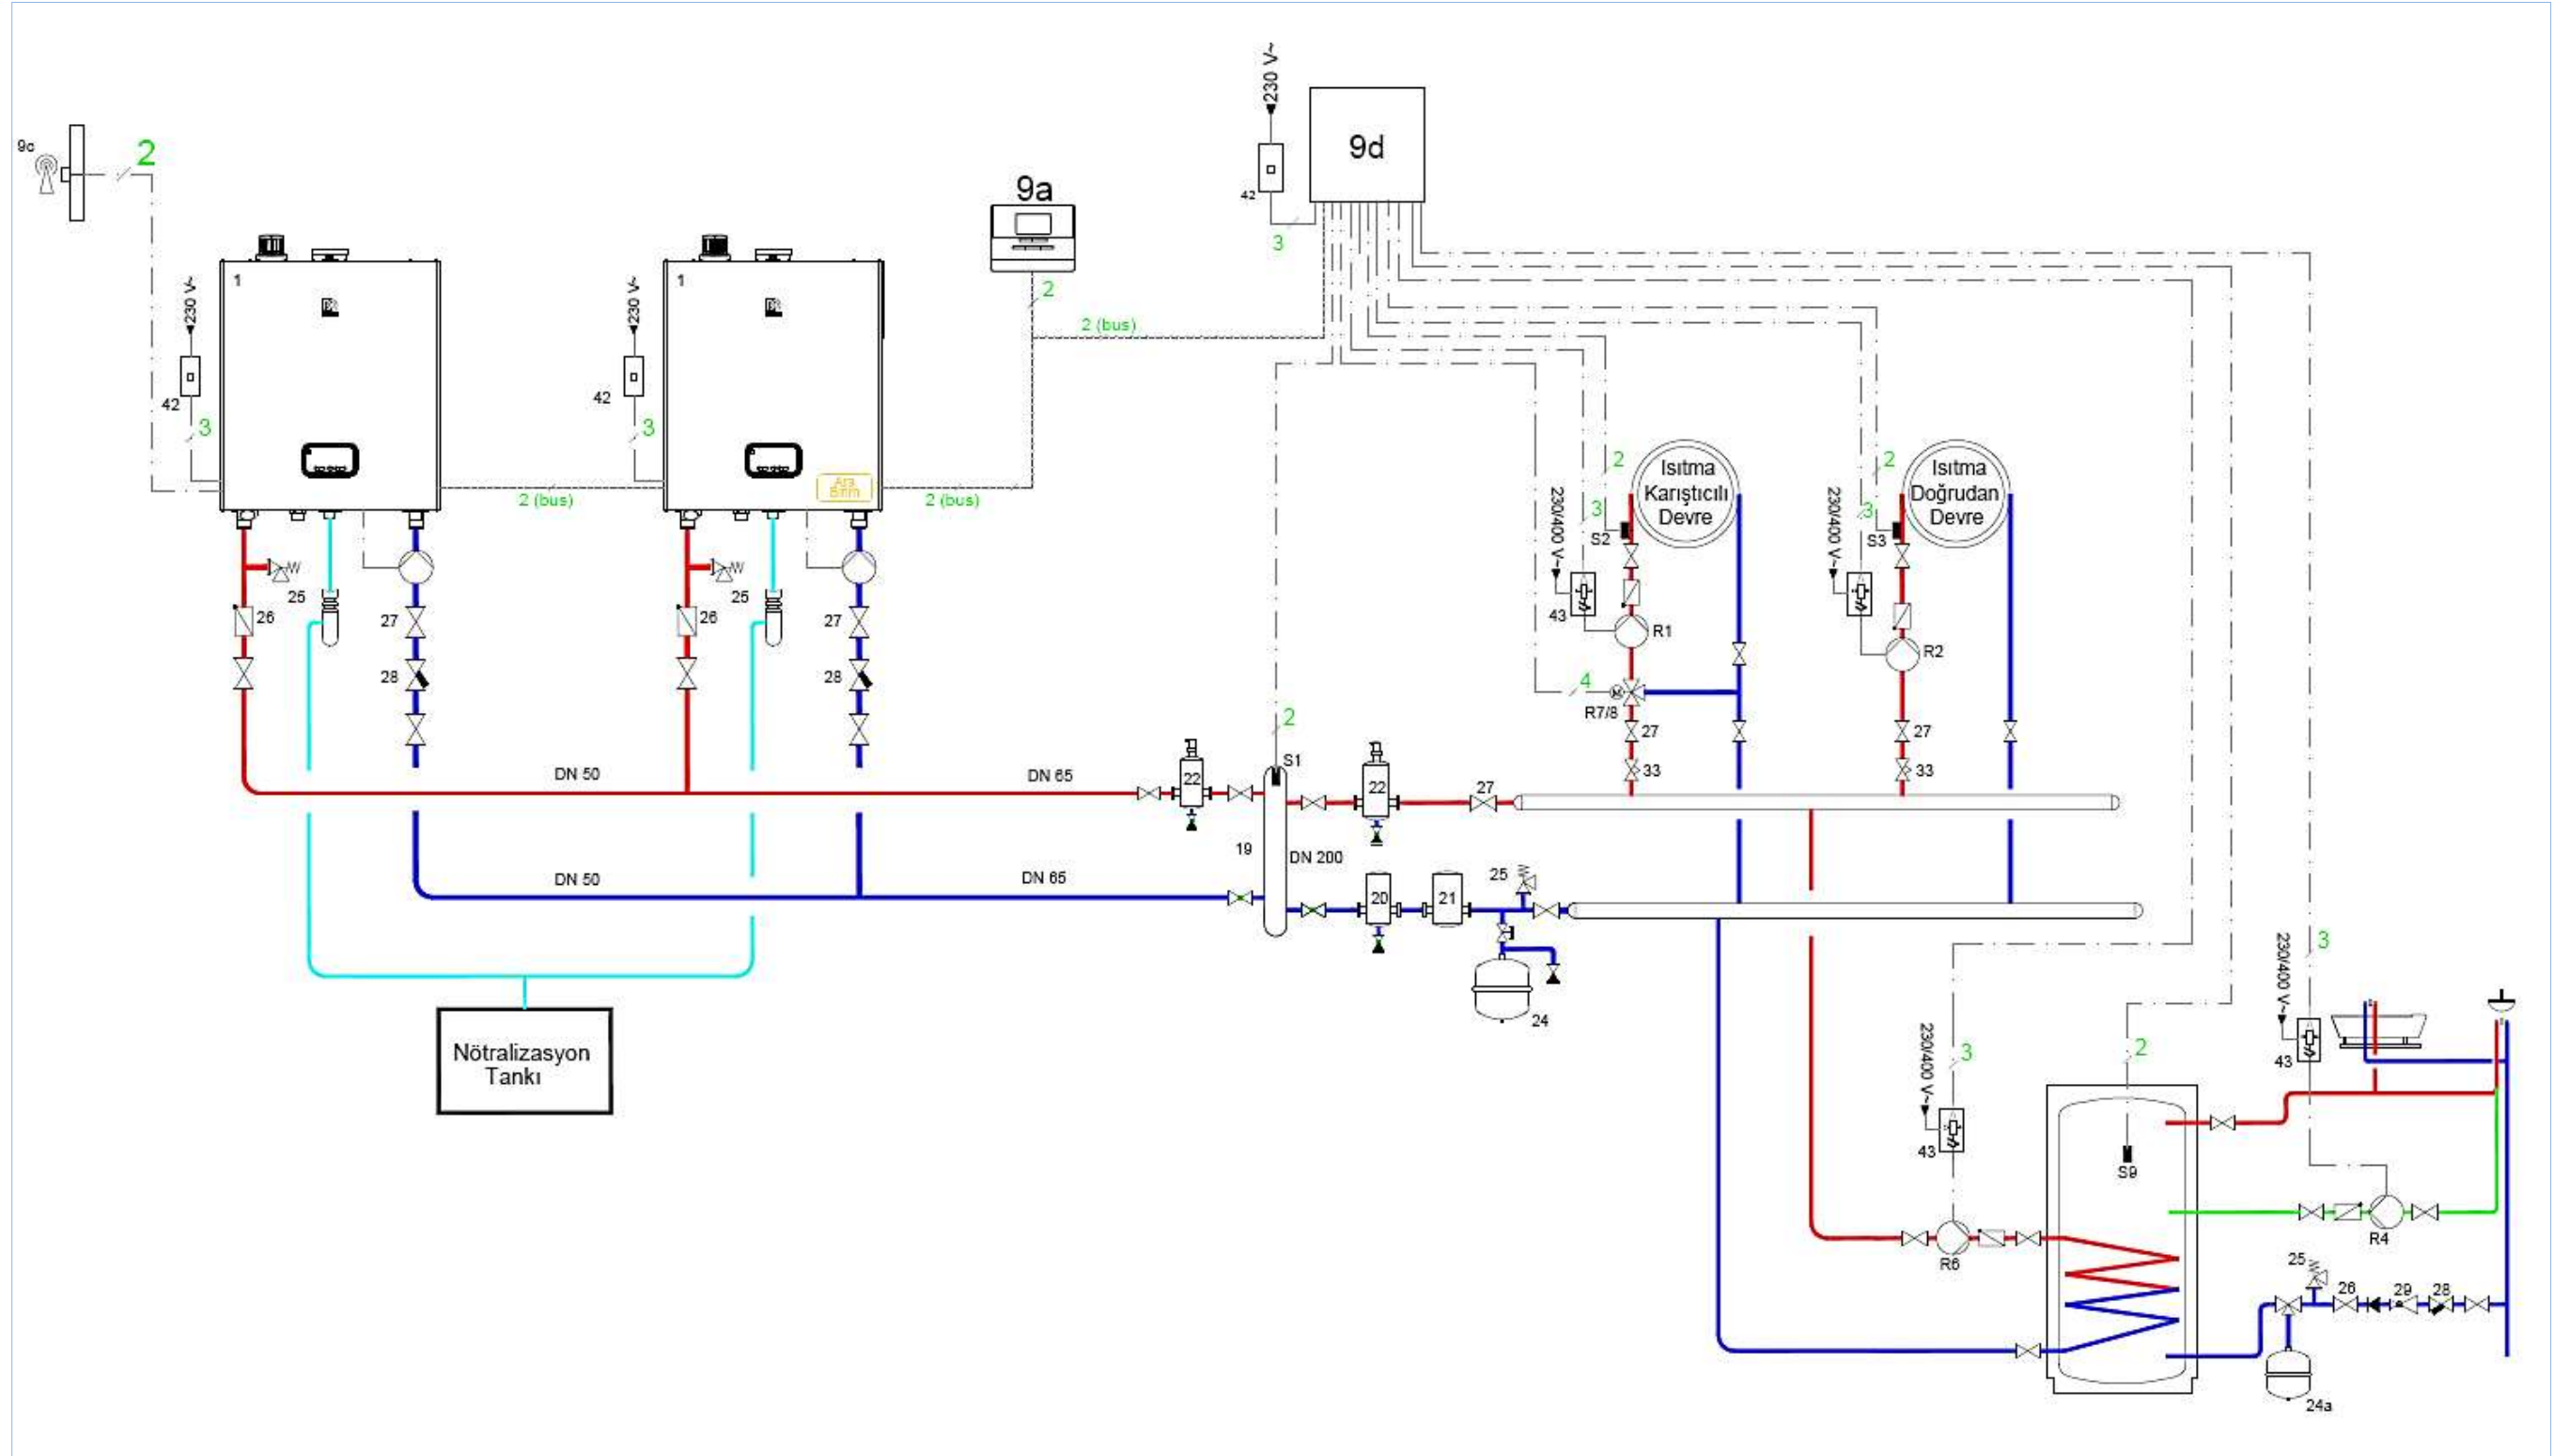 230 V~
9c
2
42
3
9d
9a
2
2 (bus)
1
230 V~
42
3
2 (bus)
1
230 V~
42
3
Ara
Birim
2 (bus)
25
26
27
28
25
26
27
28
2
Isıtma
Karıştıcılı
Devre
230/400 V~
3
S2
43
R1
4
R7/8
27
33
2
Isıtma
Doğrudan
Devre
230/400 V~
3
S3
43
R2
27
33
DN 50
DN 65
22
2
S1
22
27
19
DN 200
DN 50
DN 65
20
21
25
24
Nötralizasyon
Tankı
230/400 V~
3
43
R6
2
S9
230/400 V~
3
43
R4
25
26
29
28
24a